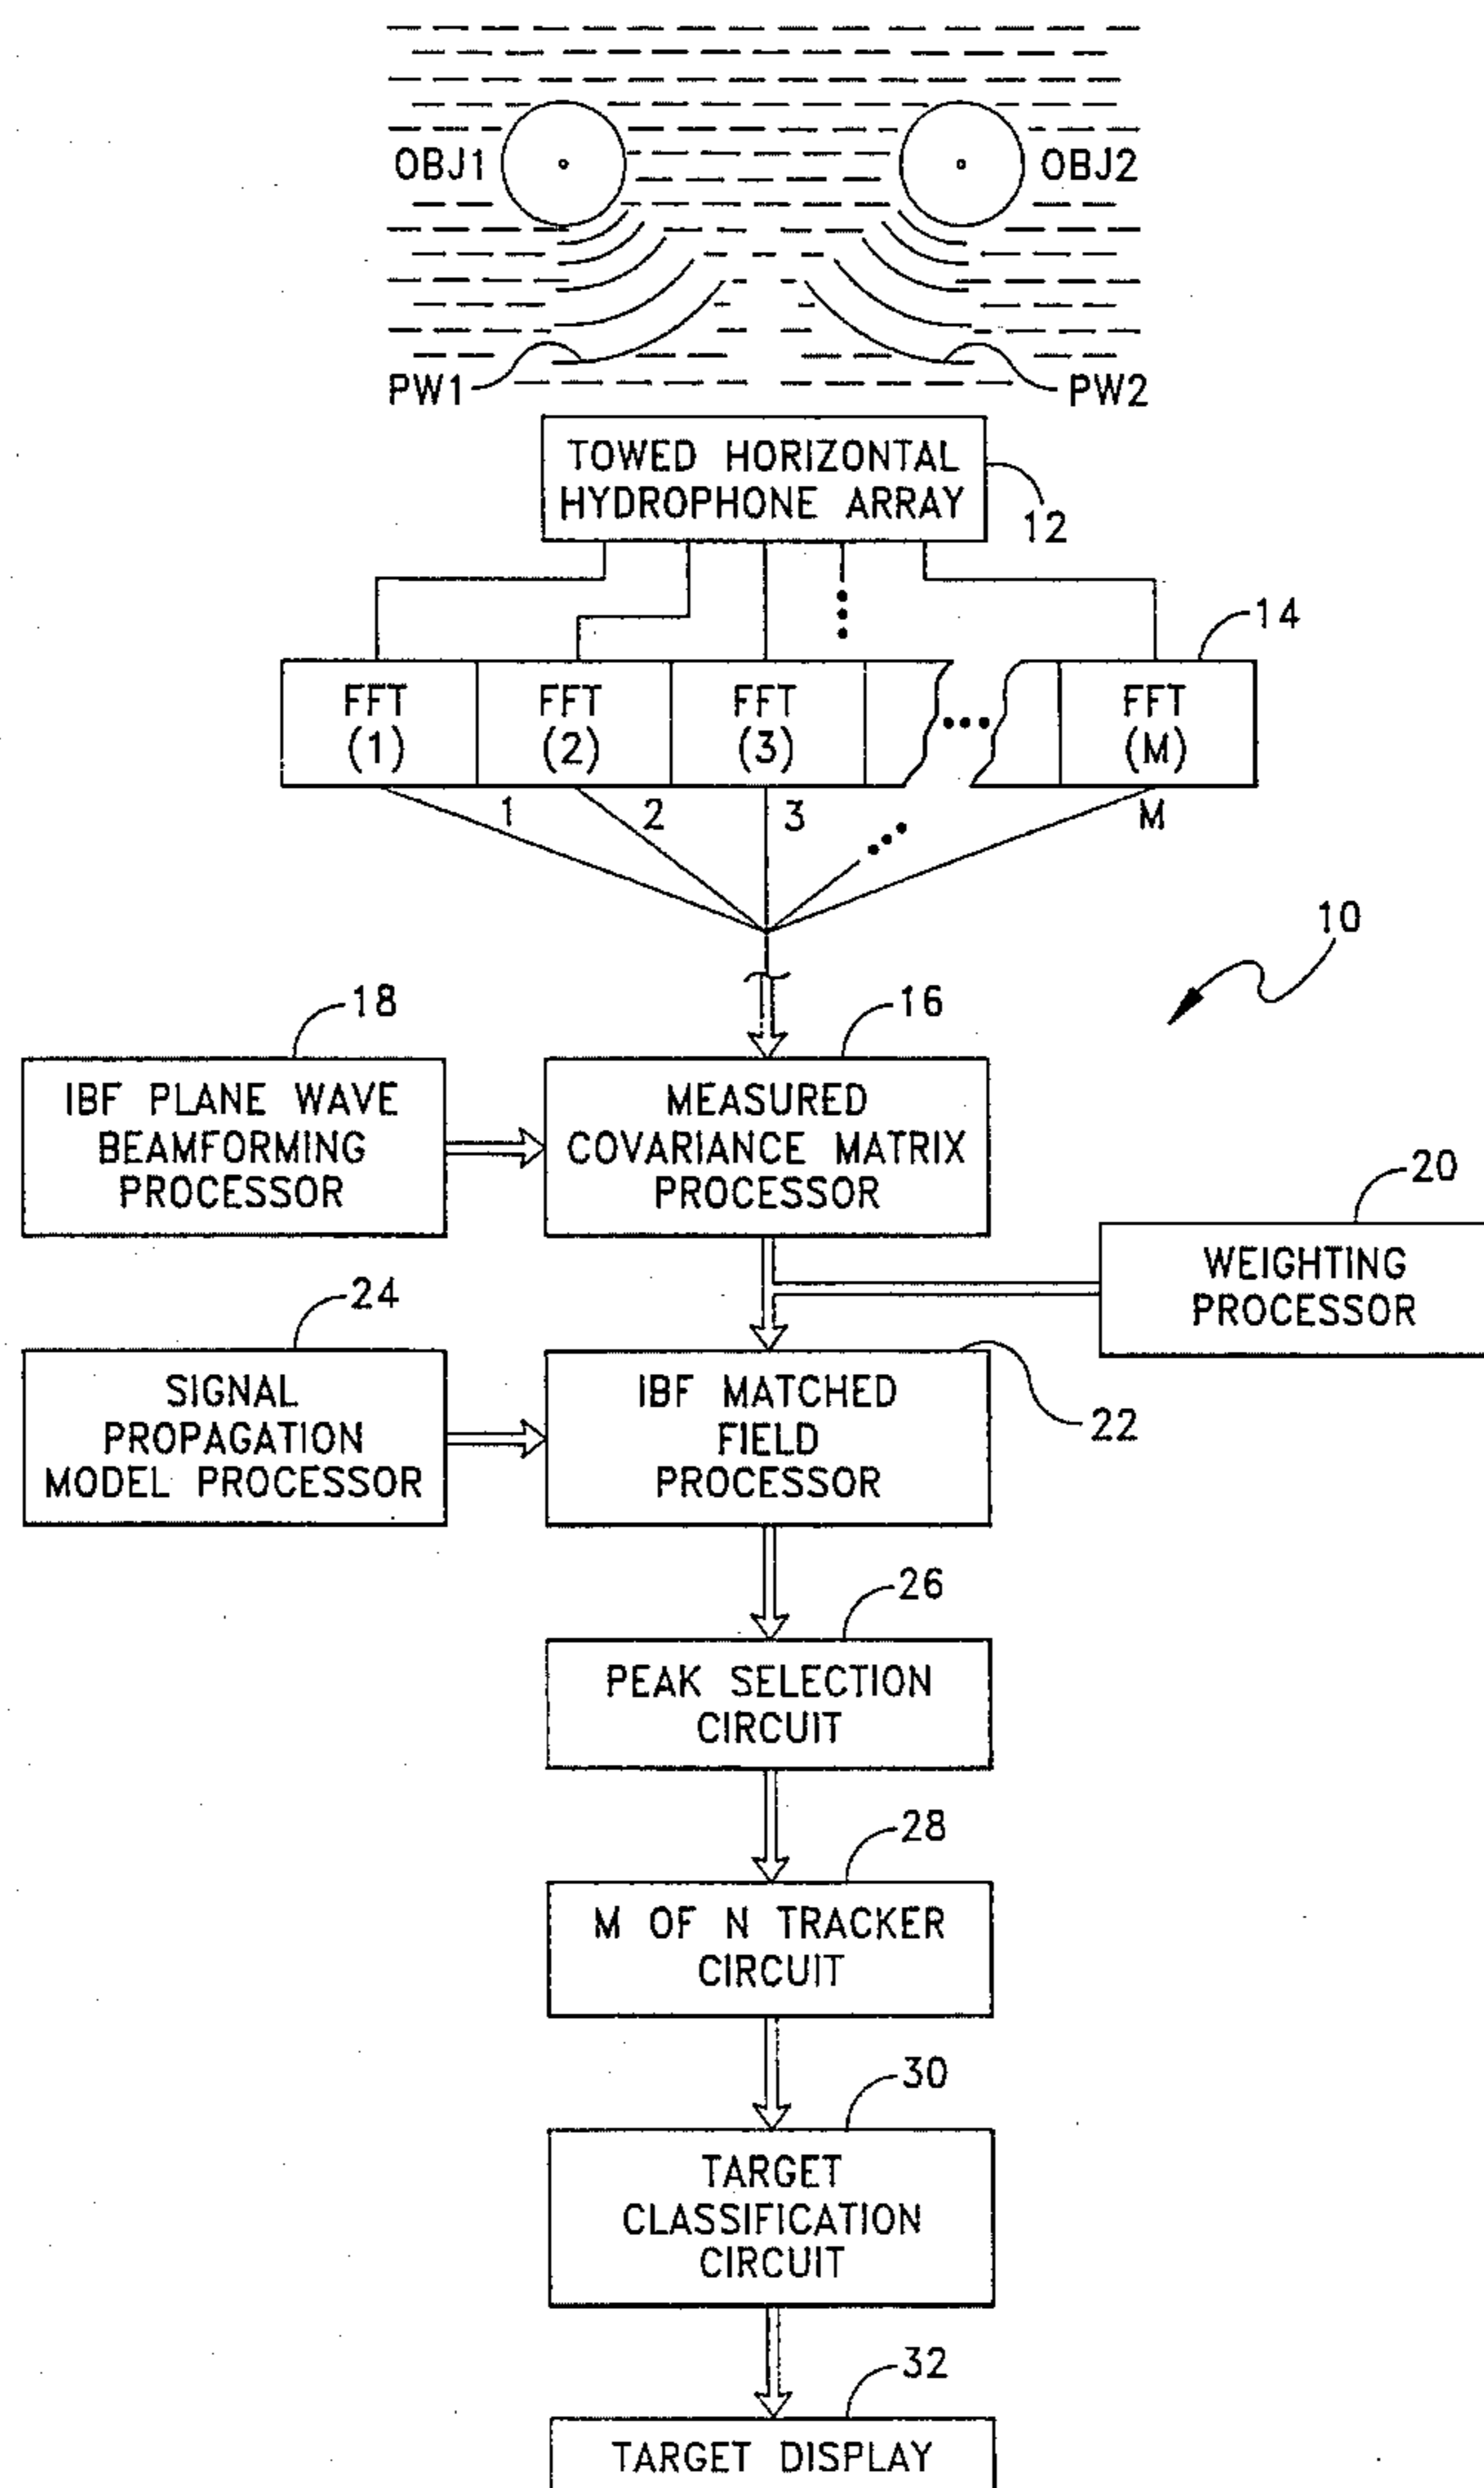 OBJ1
OBJ2
PW1
PW2
TOWED HORIZONTAL
HYDROPHONE ARRAY
12
14
FFT
(1)
FFT
(2)
FFT
(3)
FFT
(M)
1
2
3
M
10
18
16
IBF PLANE WAVE
BEAMFORMING
PROCESSOR
MEASURED
COVARIANCE MATRIX
PROCESSOR
20
WEIGHTING
PROCESSOR
24
SIGNAL
PROPAGATION
MODEL PROCESSOR
IBF MATCHED
FIELD
PROCESSOR
22
26
PEAK SELECTION
CIRCUIT
28
M OF N TRACKER
CIRCUIT
30
TARGET
CLASSIFICATION
CIRCUIT
32
TARGET DISPLAY